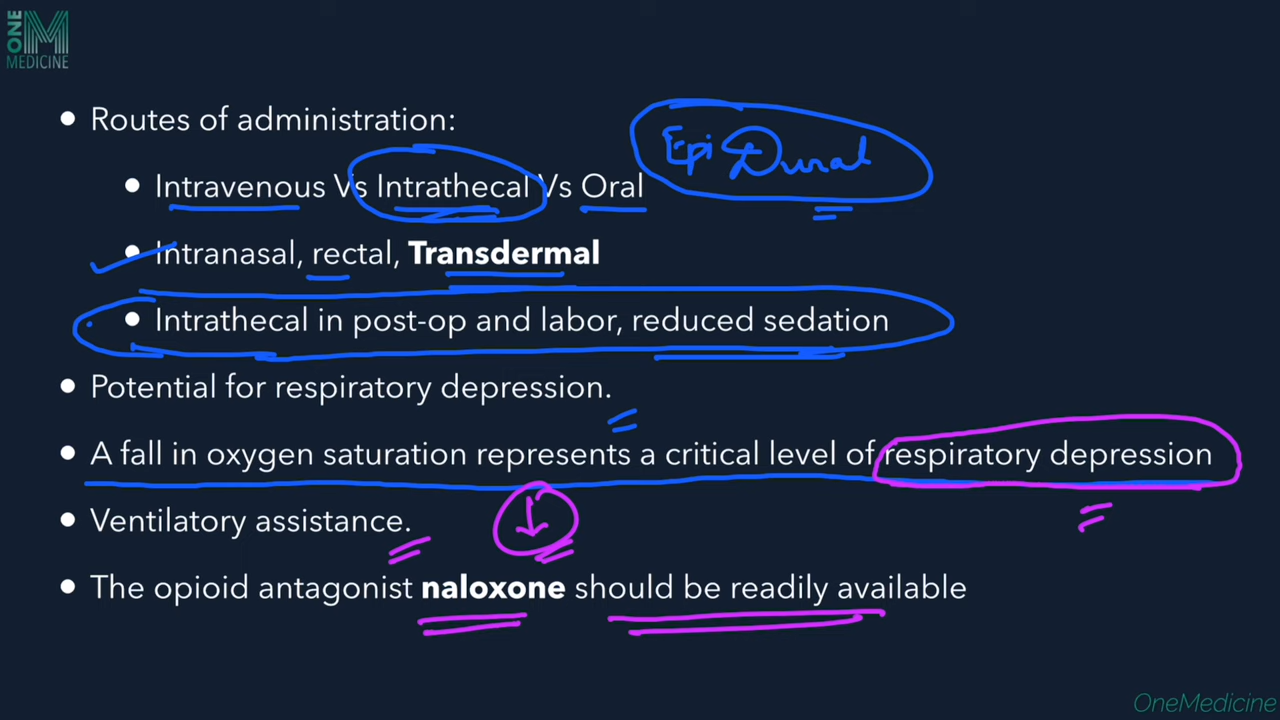 ONE
M
MEDICINE
• Routes of administration:
Epi Dural
• Intravenous Vs Intrathecal Vs Oral
• Intranasal, rectal, Transdermal
• Intrathecal in post-op and labor, reduced sedation
• Potential for respiratory depression.
• A fall in oxygen saturation represents a critical level of respiratory depression
• Ventilatory assistance. ↓
• The opioid antagonist naloxone should be readily available
OneMedicine